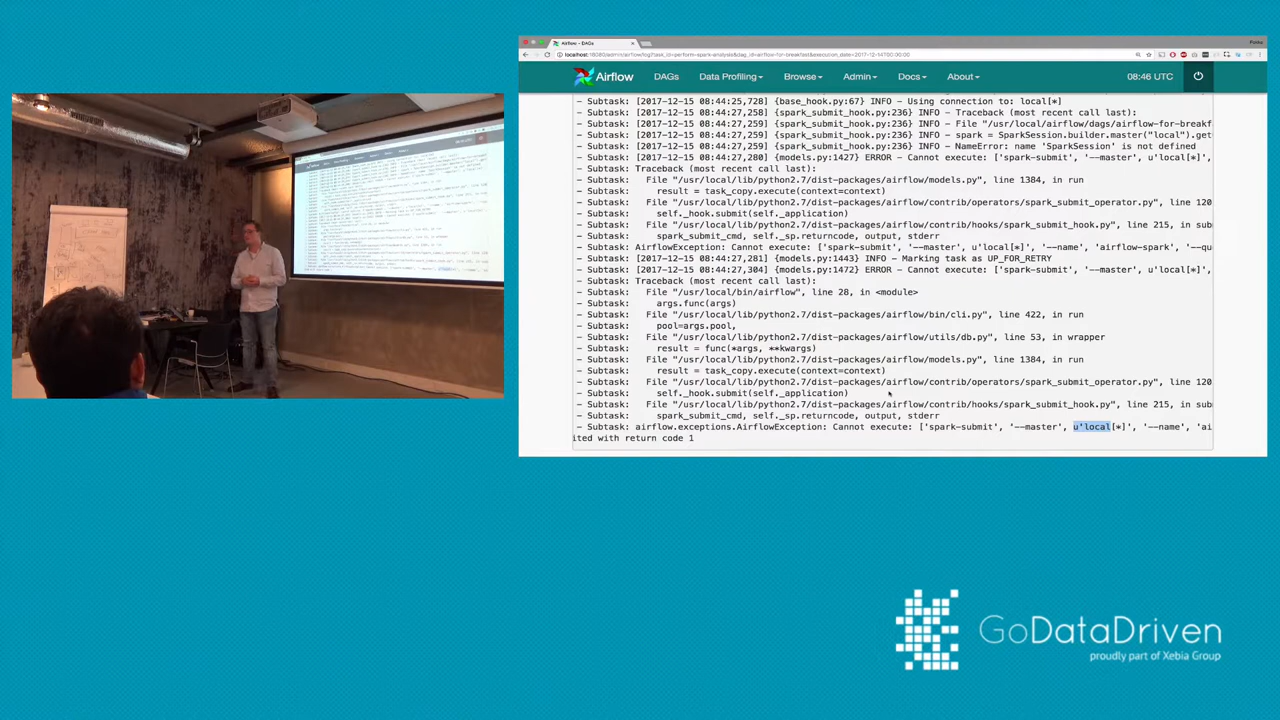 Airflow - DAGs
Airflow
DAGs
Data Profiling
Browse
Admin
Docs
About
08:46 UTC
- Subtask: [2017-12-15 08:44:25,728] {base_hook.py:67} INFO - Using connection to: local[*]
- Subtask: [2017-12-15 08:44:27,258] {spark_submit_hook.py:236} INFO - Traceback (most recent call last):
- Subtask: [2017-12-15 08:44:27,259] {spark_submit_hook.py:236} INFO - File "/usr/local/airflow/dags/airflow-for-breakf
- Subtask: [2017-12-15 08:44:27,259] {spark_submit_hook.py:236} INFO - spark = SparkSession.builder.master("local").get
- Subtask: [2017-12-15 08:44:27,259] {spark_submit_hook.py:236} INFO - NameError: name 'SparkSession' is not defined
- Subtask: [2017-12-15 08:44:27,280] {models.py:1427} ERROR - Cannot execute: ['spark-submit', '--master', u'local[*]'
- Subtask: Traceback (most recent call last):
- Subtask: File "/usr/local/lib/python2.7/dist-packages/airflow/models.py", line 1384, in run
- Subtask: result = task_copy.execute(context=context)
- Subtask: File "/usr/local/lib/python2.7/dist-packages/airflow/contrib/operators/spark_submit_operator.py", line 120
- Subtask: self._hook.submit(self._application)
- Subtask: File "/usr/local/lib/python2.7/dist-packages/airflow/contrib/hooks/spark_submit_hook.py", line 215, in sub
- Subtask: spark_submit_cmd, self._sp.returncode, output, stderr
- Subtask: AirflowException: Cannot execute: ['spark-submit', '--master', u'local[*]', '--name', 'airflow-spark', '--qu
- Subtask: [2017-12-15 08:44:27,281] {models.py:1443} INFO - Marking task as UP_FOR_RETRY
- Subtask: [2017-12-15 08:44:27,284] {models.py:1472} ERROR - Cannot execute: ['spark-submit', '--master', u'local[*]',
- Subtask: Traceback (most recent call last):
- Subtask: File "/usr/local/bin/airflow", line 28, in <module>
- Subtask: args.func(args)
- Subtask: File "/usr/local/lib/python2.7/dist-packages/airflow/bin/cli.py", line 422, in run
- Subtask: pool=args.pool,
- Subtask: File "/usr/local/lib/python2.7/dist-packages/airflow/utils/db.py", line 53, in wrapper
- Subtask: result = func(*args, **kwargs)
- Subtask: File "/usr/local/lib/python2.7/dist-packages/airflow/models.py", line 1384, in run
- Subtask: result = task_copy.execute(context=context)
- Subtask: File "/usr/local/lib/python2.7/dist-packages/airflow/contrib/operators/spark_submit_operator.py", line 120
- Subtask: self._hook.submit(self._application)
- Subtask: File "/usr/local/lib/python2.7/dist-packages/airflow/contrib/hooks/spark_submit_hook.py", line 215, in sub
- Subtask: spark_submit_cmd, self._sp.returncode, output, stderr
- Subtask: airflow.exceptions.AirflowException: Cannot execute: ['spark-submit', '--master', u'local[*]', '--name', 'ai
ited with return code 1
GoDataDriven
proudly part of Xebia Group